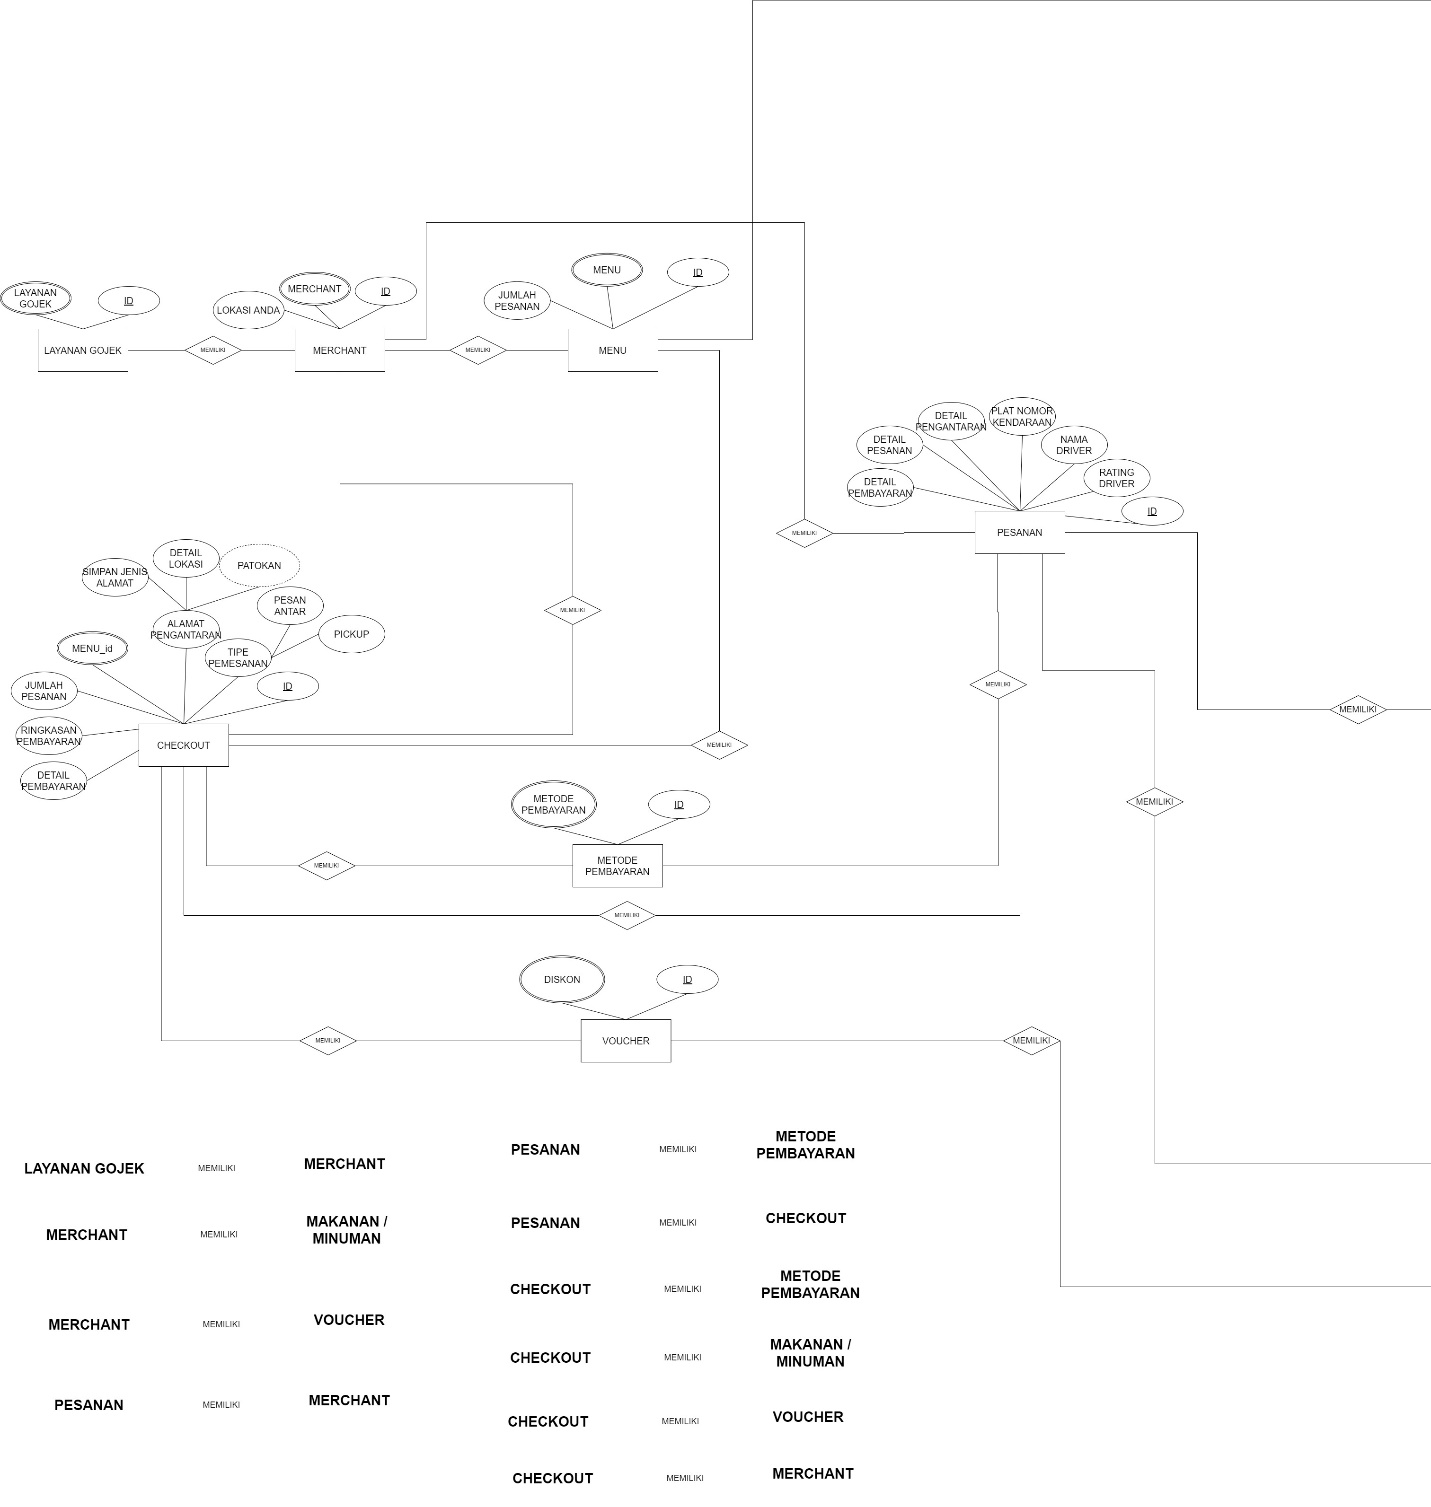 LAYANAN
GOJEK
ID
LOKASI ANDA
MERCHANT
ID
JUMLAH
PESANAN
MENU
ID
LAYANAN GOJEK
MEMILIKI
MERCHANT
MEMILIKI
MENU
DETAIL
PEMBAYARAN
DETAIL
PESANAN
DETAIL
PENGANTARAN
PLAT NOMOR
KENDARAAN
NAMA
DRIVER
RATING
DRIVER
ID
MEMILIKI
PESANAN
SIMPAN JENIS
ALAMAT
DETAIL
LOKASI
PATOKAN
PESAN
ANTAR
PICKUP
MEMILIKI
ALAMAT
PENGANTARAN
TIPE
PEMESANAN
MENU_id
ID
JUMLAH
PESANAN
RINGKASAN
PEMBAYARAN
DETAIL
PEMBAYARAN
CHECKOUT
MEMILIKI
MEMILIKI
MEMILIKI
MEMILIKI
METODE
PEMBAYARAN
ID
MEMILIKI
METODE
PEMBAYARAN
MEMILIKI
DISKON
ID
MEMILIKI
VOUCHER
MEMILIKI
LAYANAN GOJEK
MEMILIKI
MERCHANT
MERCHANT
MEMILIKI
MAKANAN /
MINUMAN
MERCHANT
MEMILIKI
VOUCHER
PESANAN
MEMILIKI
MERCHANT
PESANAN
MEMILIKI
METODE
PEMBAYARAN
PESANAN
MEMILIKI
CHECKOUT
CHECKOUT
MEMILIKI
METODE
PEMBAYARAN
CHECKOUT
MEMILIKI
MAKANAN /
MINUMAN
CHECKOUT
MEMILIKI
VOUCHER
CHECKOUT
MEMILIKI
MERCHANT